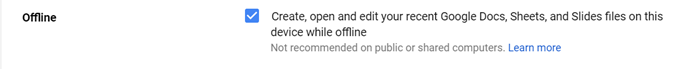 Offline
Create, open and edit your recent Google Docs, Sheets, and Slides files on this
device while offline
Not recommended on public or shared computers. Learn more